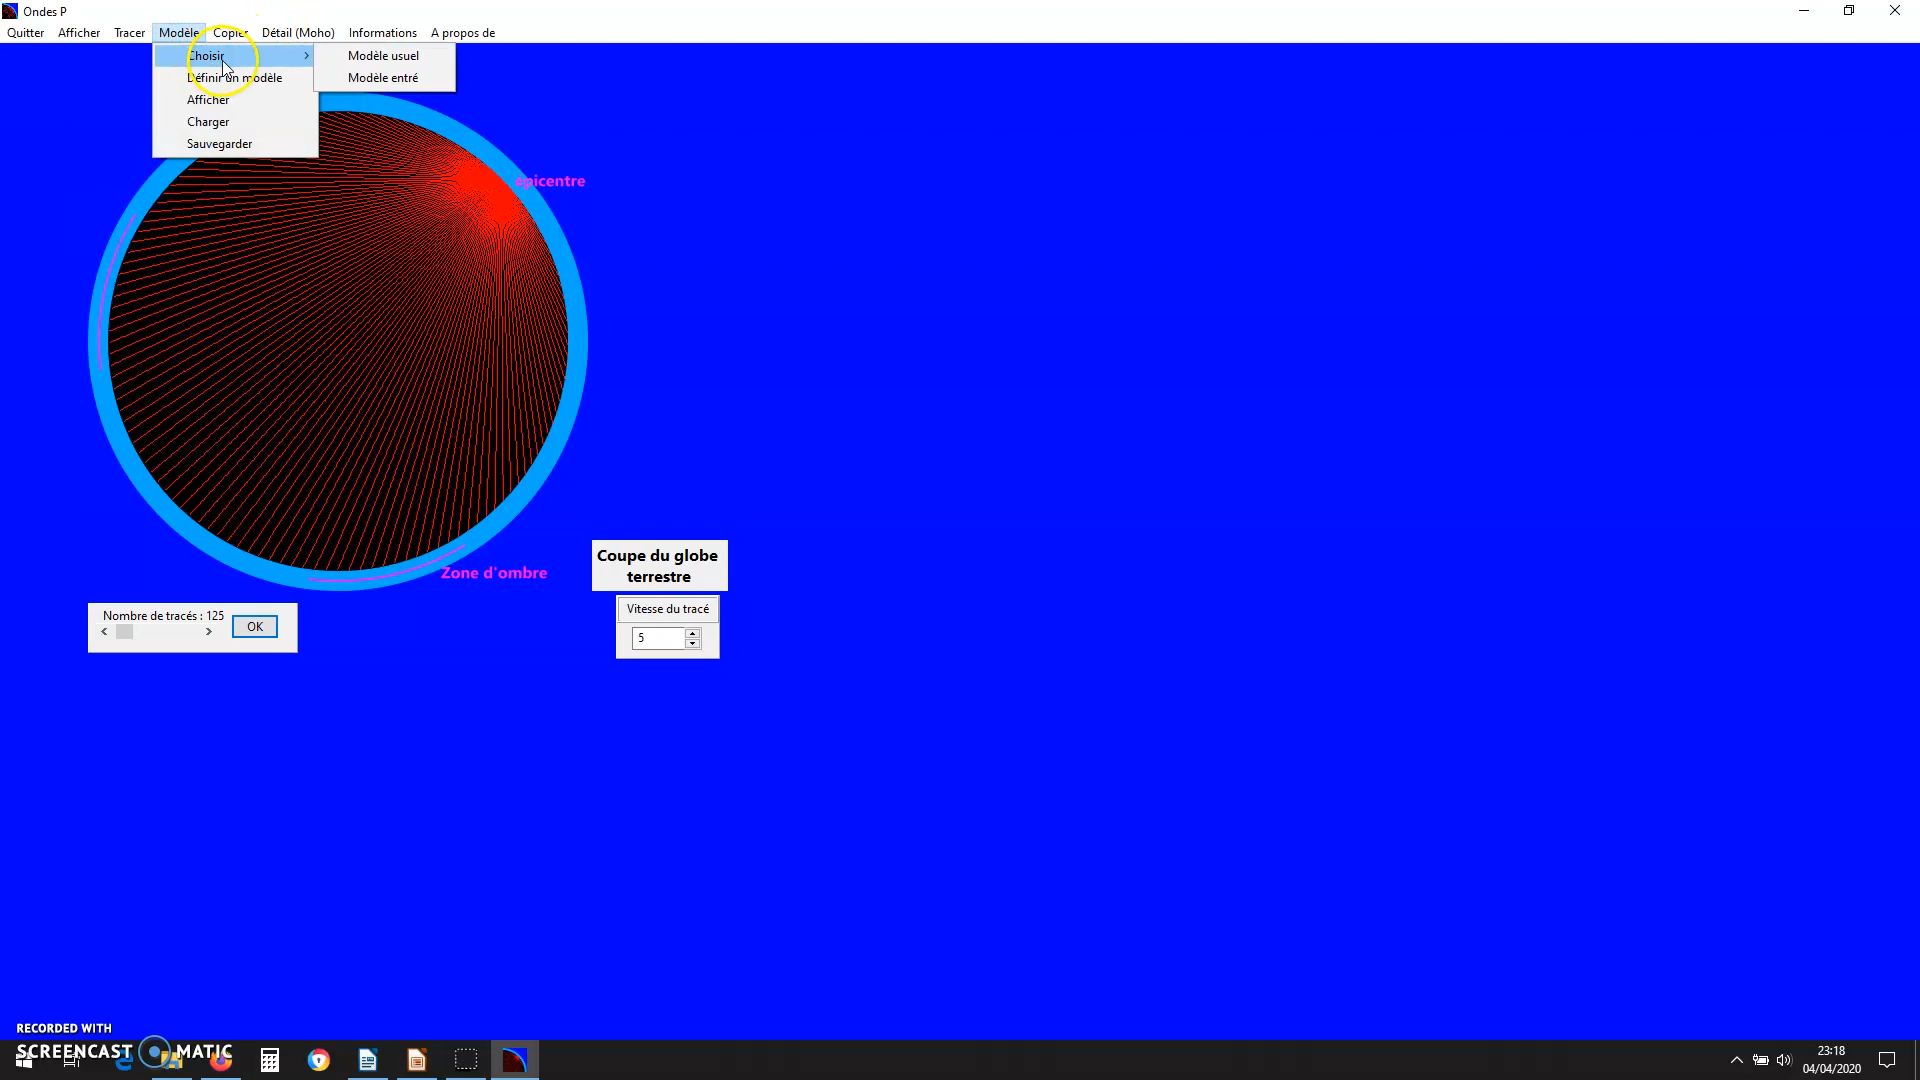 Ondes P
Quitter Afficher Tracer Modèle Copier Détail (Moho) Informations A propos de
Choisir Modèle usuel
Définir un modèle Modèle entré
Afficher
Charger
Sauvegarder
épicentre
Zone d'ombre
Coupe du globe
terrestre
Vitesse du tracé
5
Nombre de tracés : 125
OK
RECORDED WITH
SCREENCAST MATIC
23:18
04/04/2020